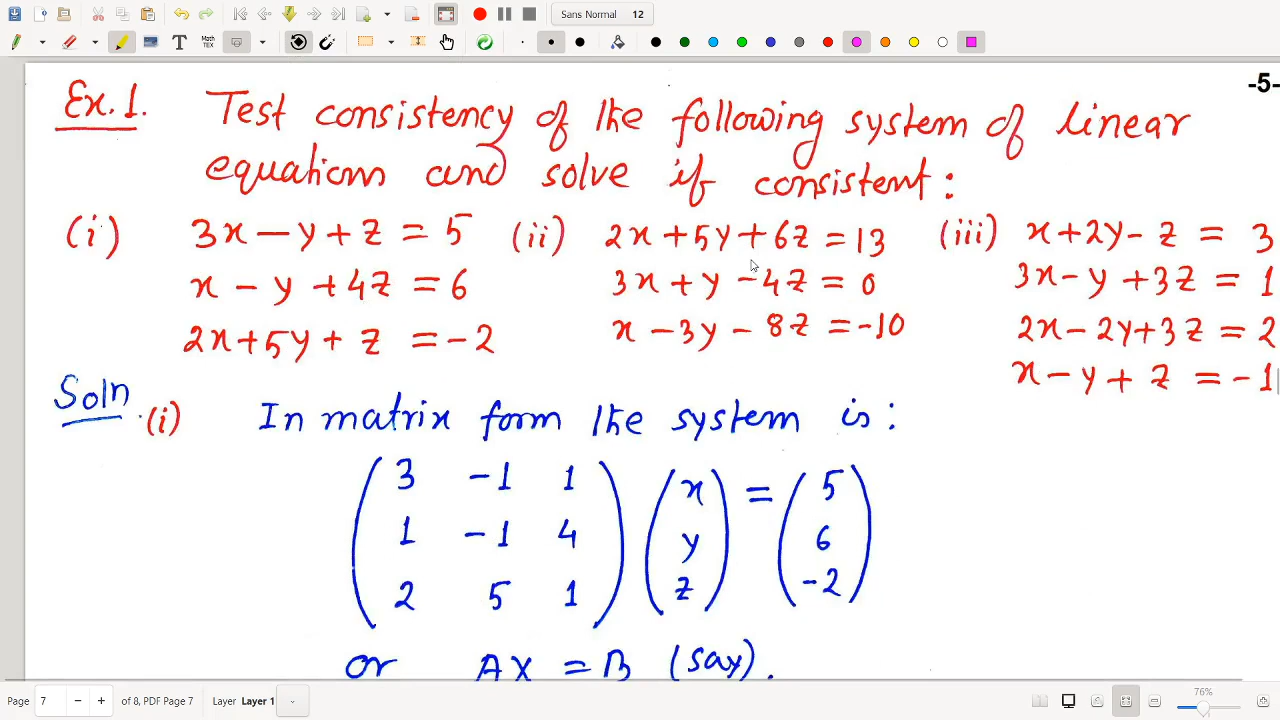 Sans Normal 12
MATH
TEX
-5-
Ex.1. Test consistency of the following system of linear
equations and solve if consistent:
(i) 3x - y + z = 5 (ii) 2x + 5y + 6z = 13 (iii) x + 2y - z = 3
x - y + 4z = 6 3x + y - 4z = 0 3x - y + 3z = 1
2x + 5y + z = -2 x - 3y - 8z = -10 2x - 2y + 3z = 2
x - y + z = -1
Soln (i) In matrix form the system is:
3 -1 1 x = 5
1 -1 4 y 6
2 5 1 z -2
or AX = B (say).
Page 7 of 8, PDF Page 7 Layer Layer 1 76%